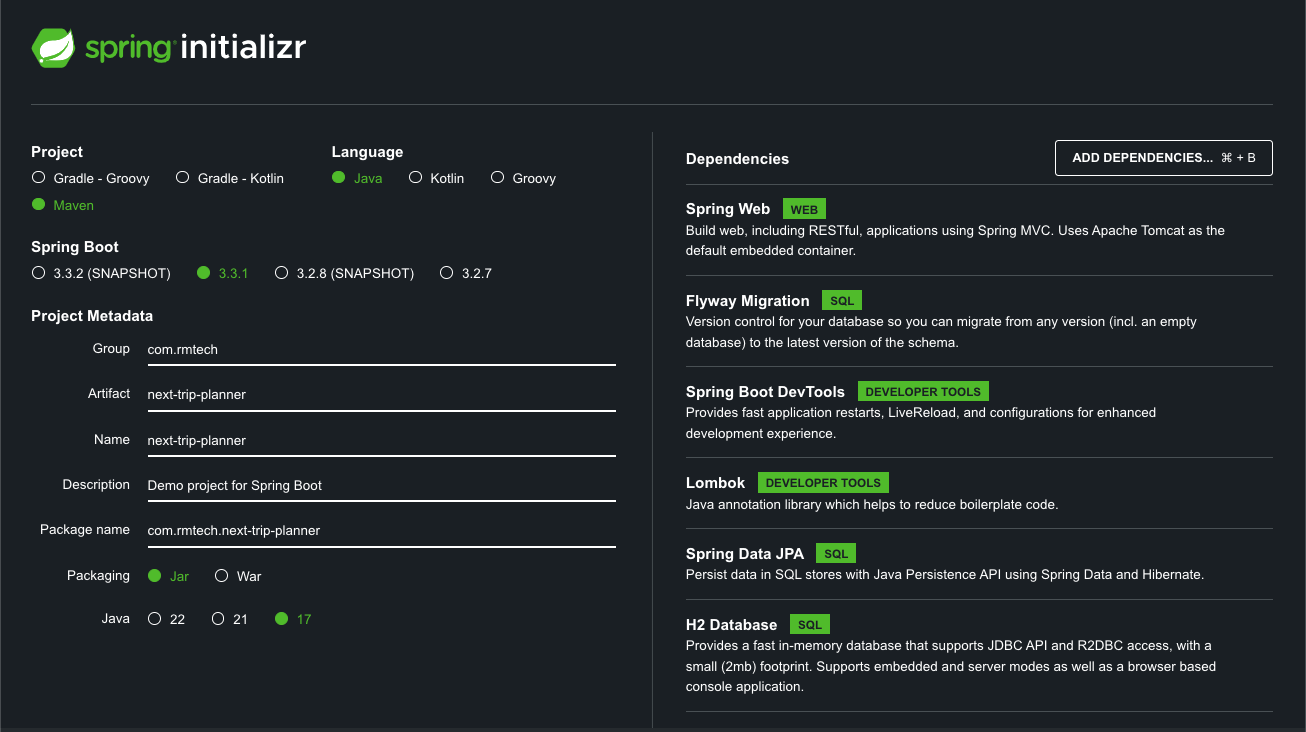 spring initializr
Project
Gradle - Groovy Gradle - Kotlin
Maven
Language
Java Kotlin Groovy
Spring Boot
3.3.2 (SNAPSHOT) 3.3.1 3.2.8 (SNAPSHOT) 3.2.7
Project Metadata
Group com.rmtech
Artifact next-trip-planner
Name next-trip-planner
Description Demo project for Spring Boot
Package name com.rmtech.next-trip-planner
Packaging Jar War
Java 22 21 17
Dependencies ADD DEPENDENCIES... ⌘ + B
Spring Web WEB
Build web, including RESTful, applications using Spring MVC. Uses Apache Tomcat as the
default embedded container.
Flyway Migration SQL
Version control for your database so you can migrate from any version (incl. an empty
database) to the latest version of the schema.
Spring Boot DevTools DEVELOPER TOOLS
Provides fast application restarts, LiveReload, and configurations for enhanced
development experience.
Lombok DEVELOPER TOOLS
Java annotation library which helps to reduce boilerplate code.
Spring Data JPA SQL
Persist data in SQL stores with Java Persistence API using Spring Data and Hibernate.
H2 Database SQL
Provides a fast in-memory database that supports JDBC API and R2DBC access, with a
small (2mb) footprint. Supports embedded and server modes as well as a browser based
console application.